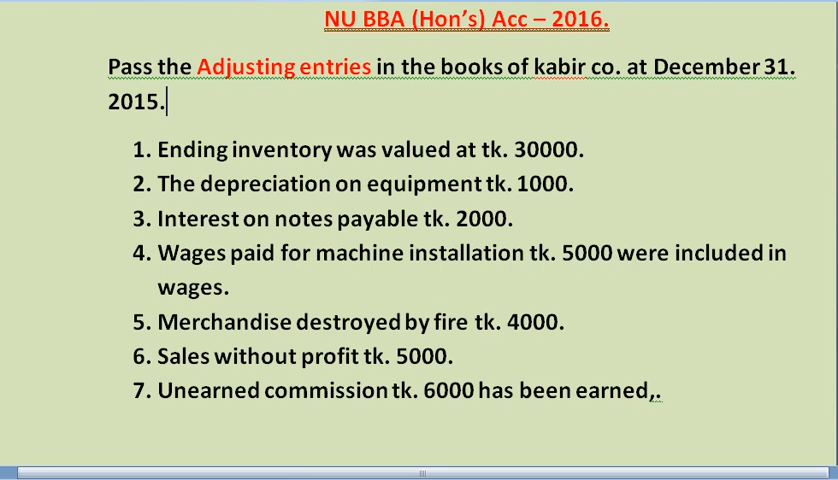 NU BBA (Hon's) Acc – 2016.
Pass the Adjusting entries in the books of kabir co. at December 31.
2015.
1. Ending inventory was valued at tk. 30000.
2. The depreciation on equipment tk. 1000.
3. Interest on notes payable tk. 2000.
4. Wages paid for machine installation tk. 5000 were included in
wages.
5. Merchandise destroyed by fire tk. 4000.
6. Sales without profit tk. 5000.
7. Unearned commission tk. 6000 has been earned,.